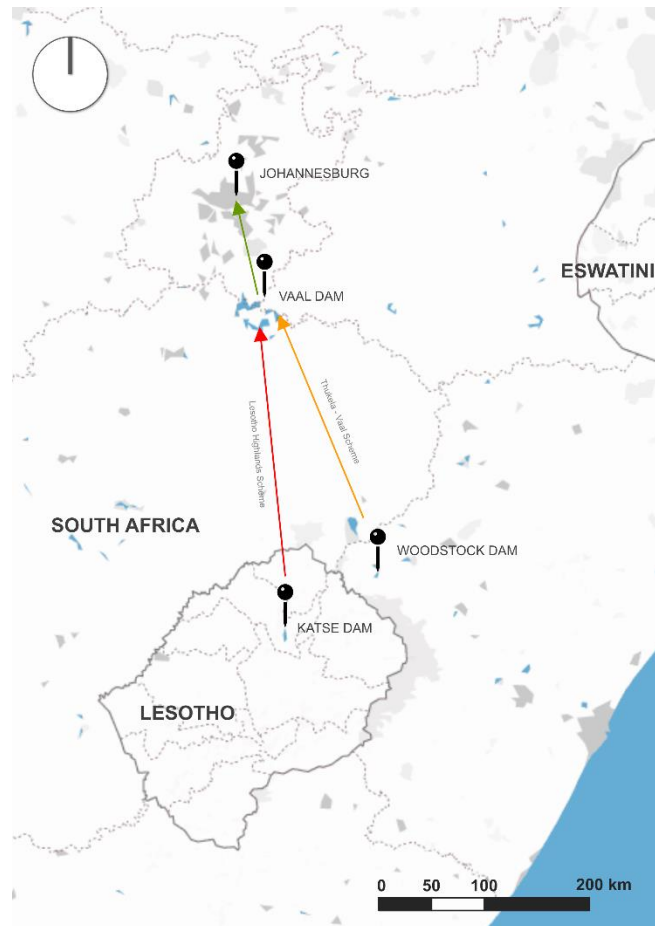 JOHANNESBURG
ESWATINI
VAAL DAM
Thukela - Vaal Scheme
Lesotho Highlands Scheme
SOUTH AFRICA
WOODSTOCK DAM
KATSE DAM
LESOTHO
0 50 100 200 km